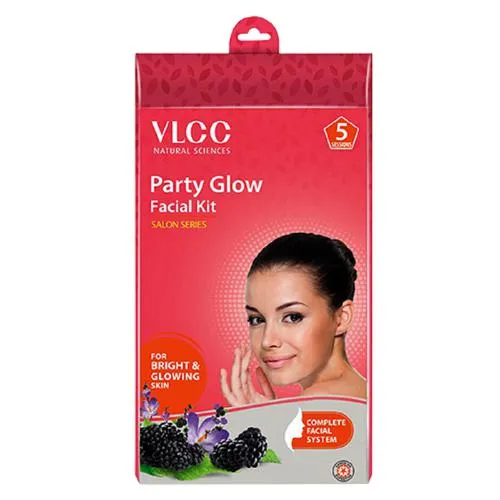 VLCC
NATURAL SCIENCES
5
SESSIONS
Party Glow
Facial Kit
SALON SERIES
FOR
BRIGHT &
GLOWING
SKIN
COMPLETE
FACIAL
SYSTEM